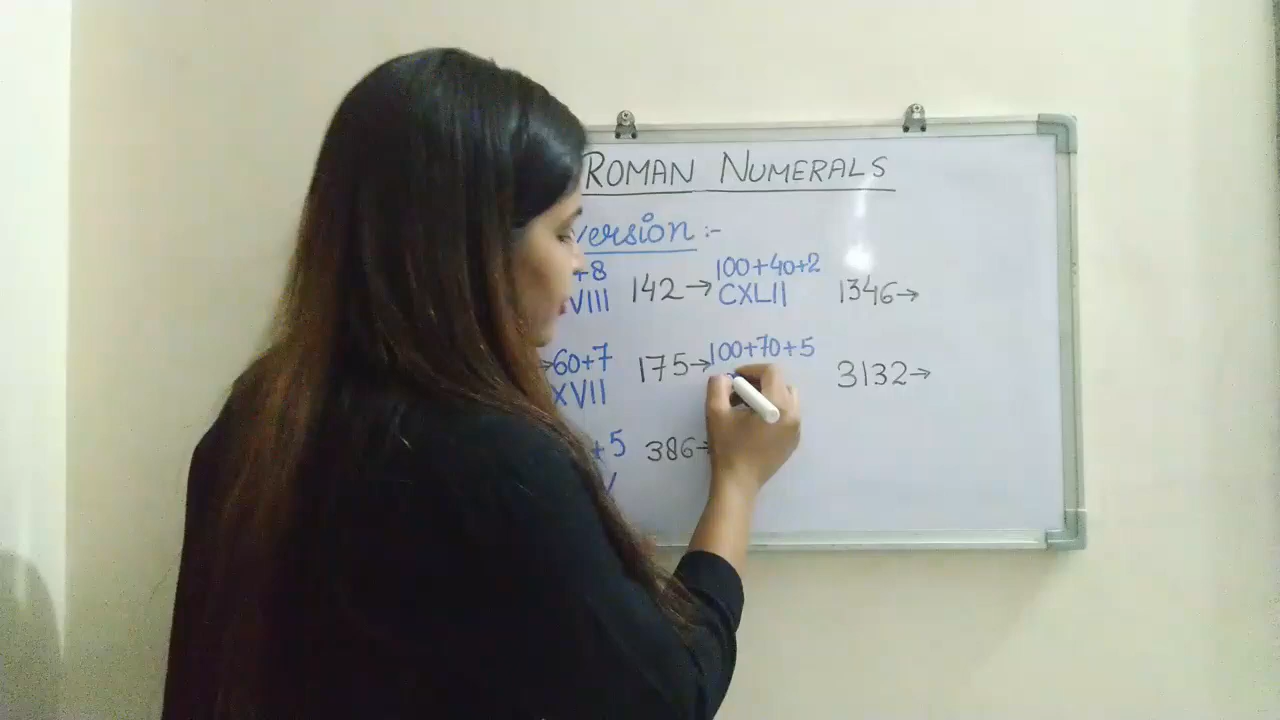 ROMAN NUMERALS
version :-
+8 142→ 100+40+2 1346→
VIII CXLII
→60+7 175→ 100+70+5 3132→
XVII
+5 386→
V